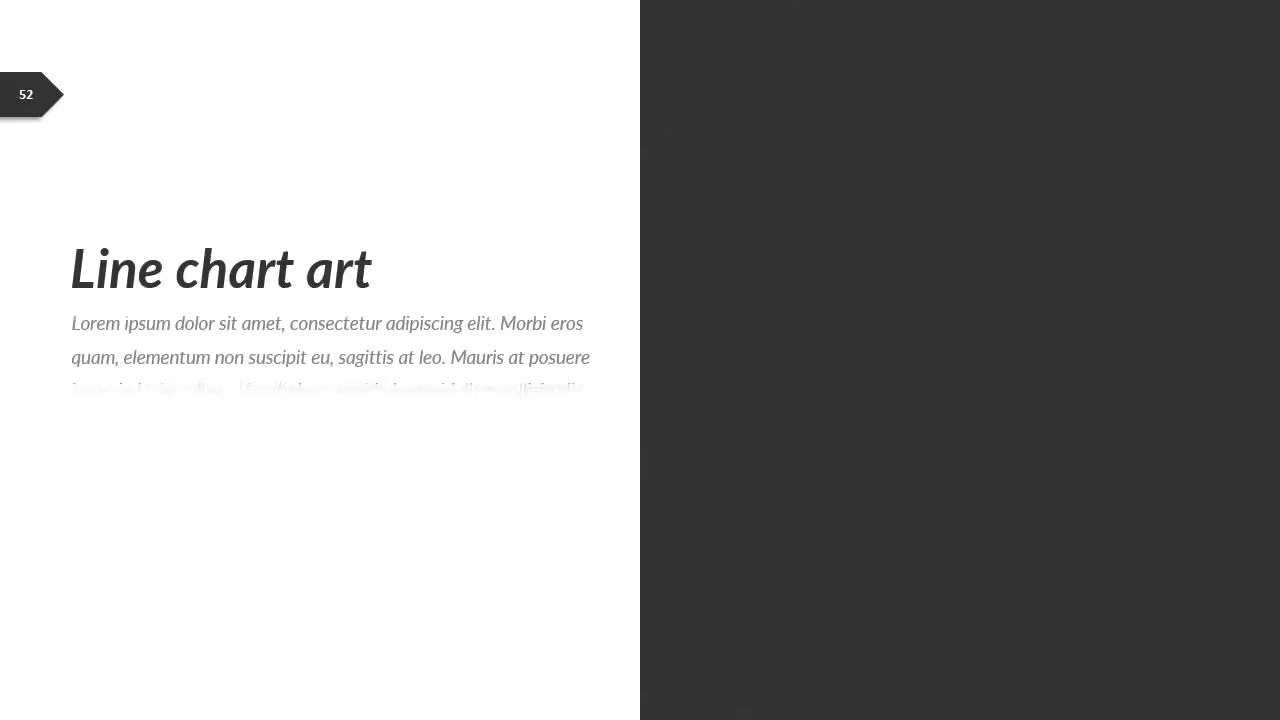 52
Line chart art
Lorem ipsum dolor sit amet, consectetur adipiscing elit. Morbi eros
quam, elementum non suscipit eu, sagittis at leo. Mauris at posuere